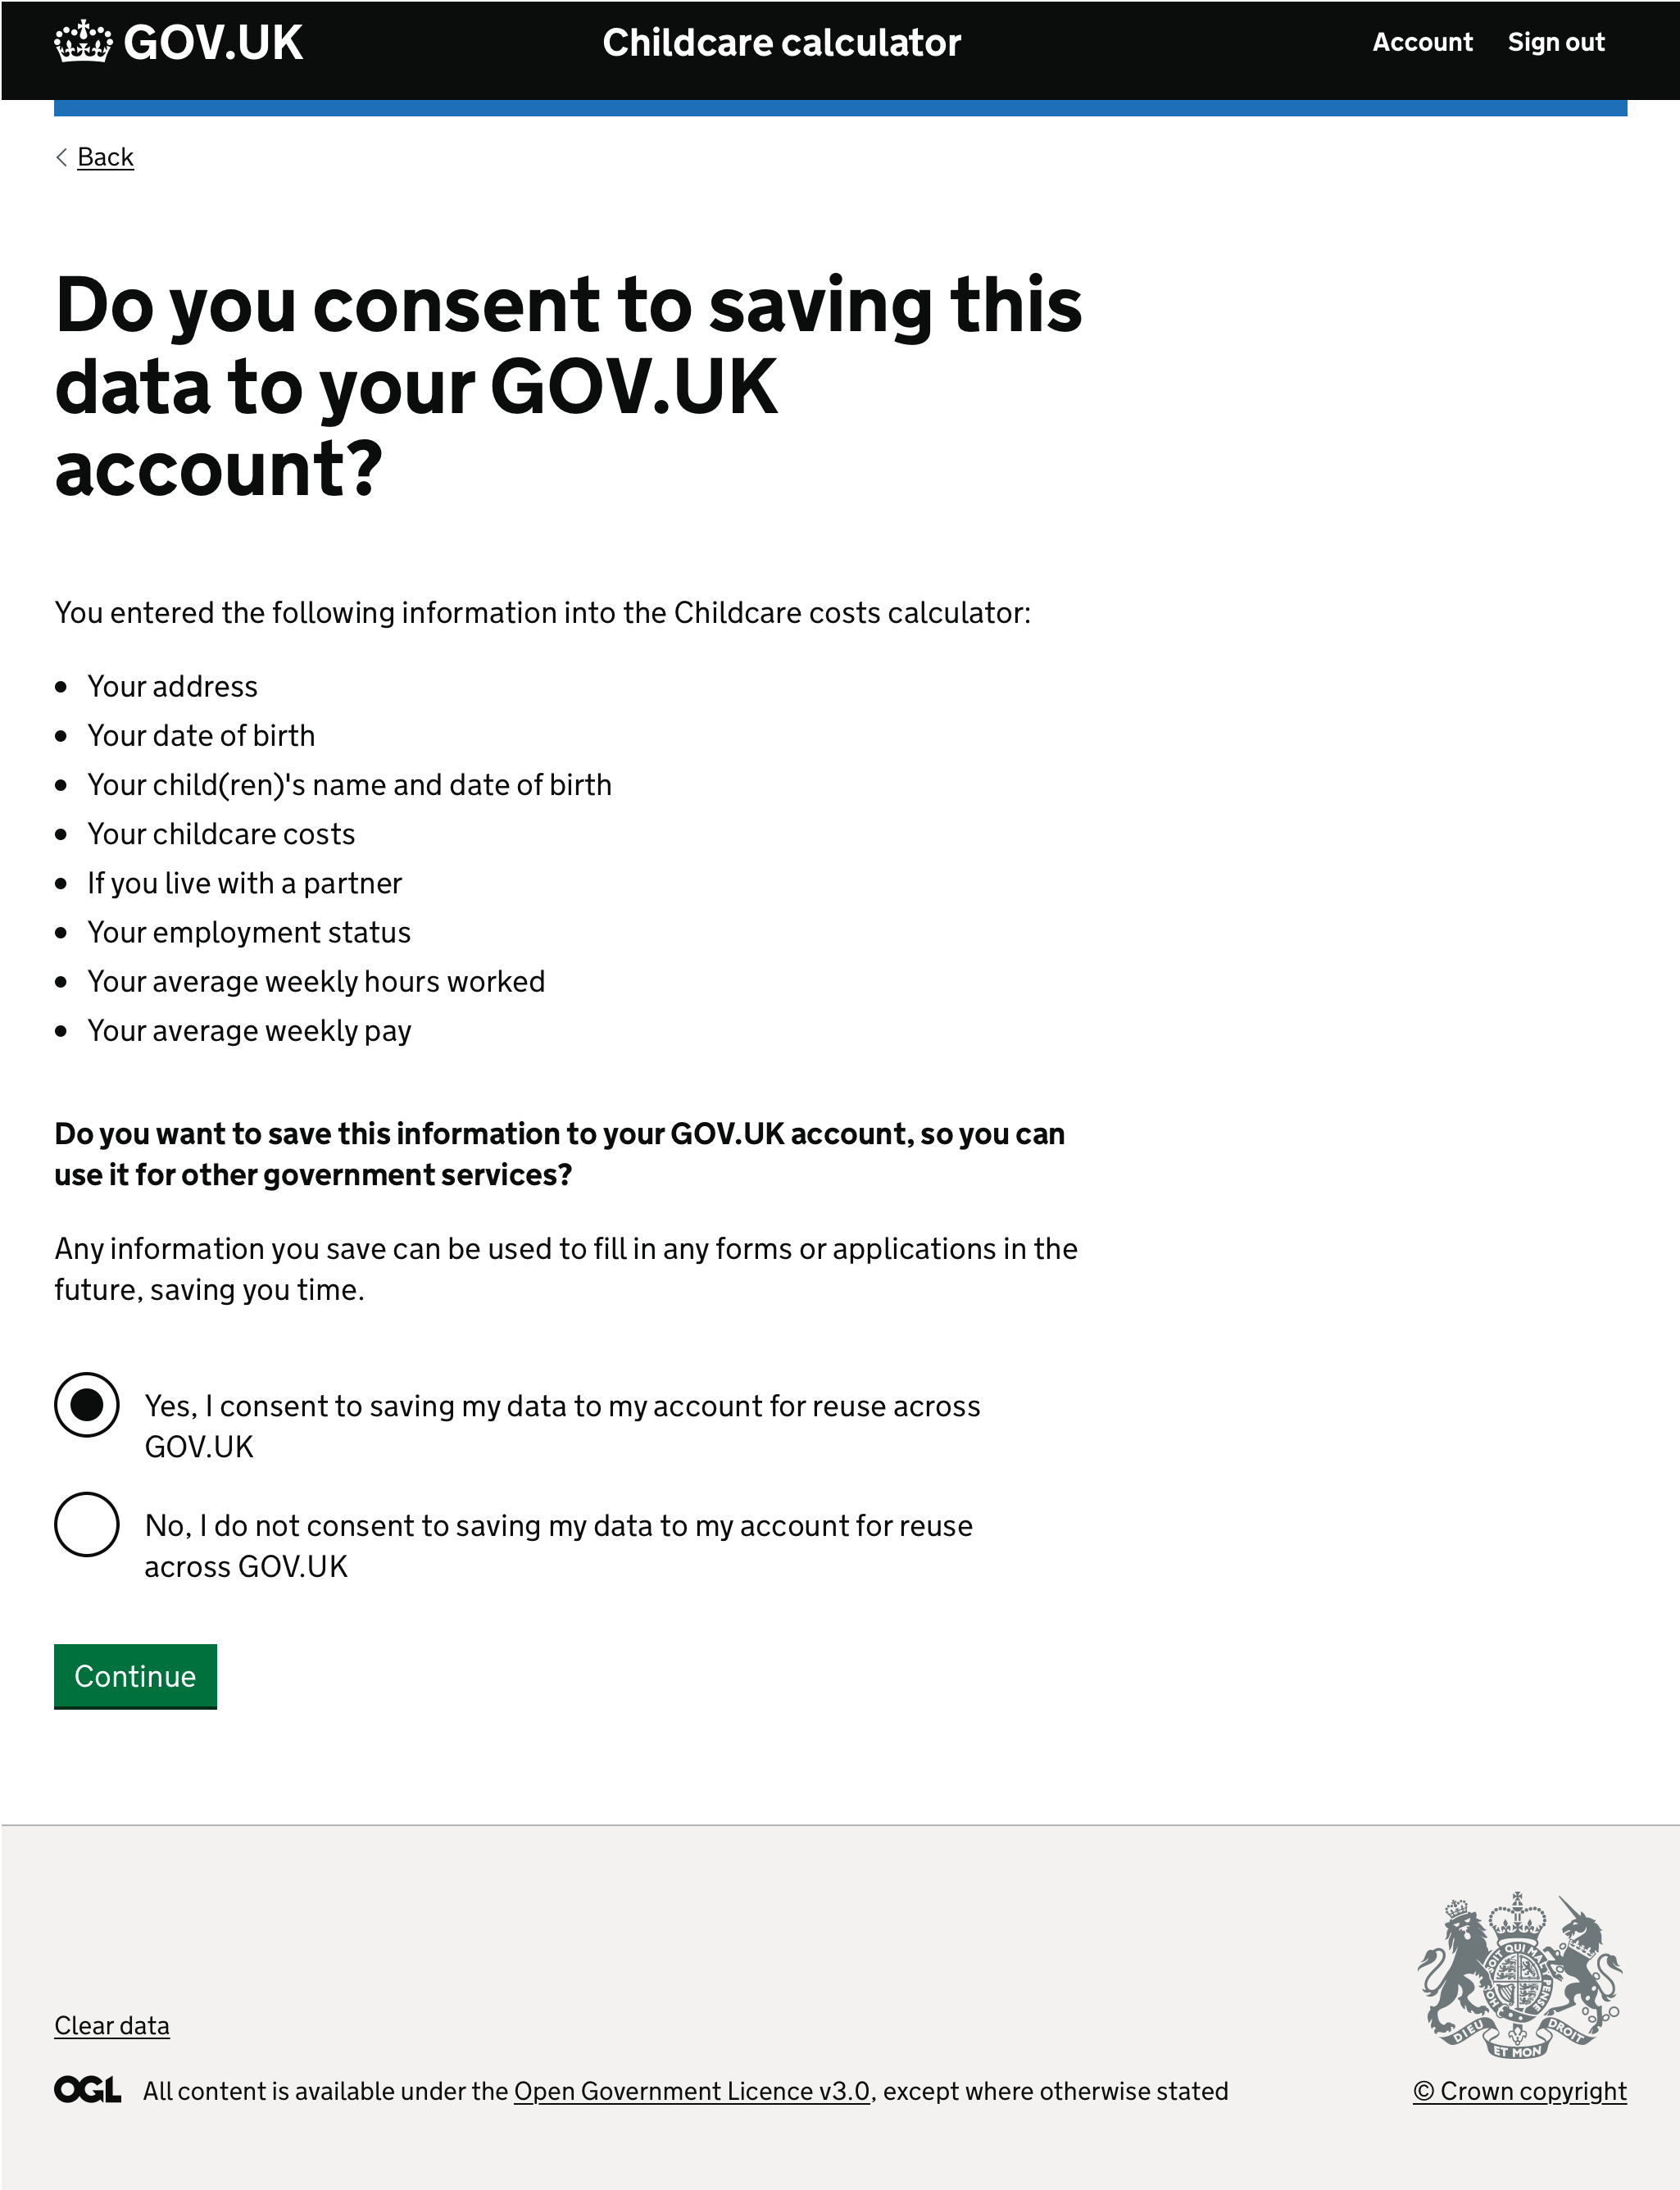 GOV.UK
Childcare calculator
Account
Sign out
Back
Do you consent to saving this
data to your GOV.UK
account?
You entered the following information into the Childcare costs calculator:
Your address
Your date of birth
Your child(ren)'s name and date of birth
Your childcare costs
If you live with a partner
Your employment status
Your average weekly hours worked
Your average weekly pay
Do you want to save this information to your GOV.UK account, so you can
use it for other government services?
Any information you save can be used to fill in any forms or applications in the
future, saving you time.
Yes, I consent to saving my data to my account for reuse across
GOV.UK
No, I do not consent to saving my data to my account for reuse
across GOV.UK
Continue
SOIT QUI MAL
PENSE
HON
DIEU
ET MON
DROIT
Clear data
OGL All content is available under the Open Government Licence v3.0, except where otherwise stated
© Crown copyright